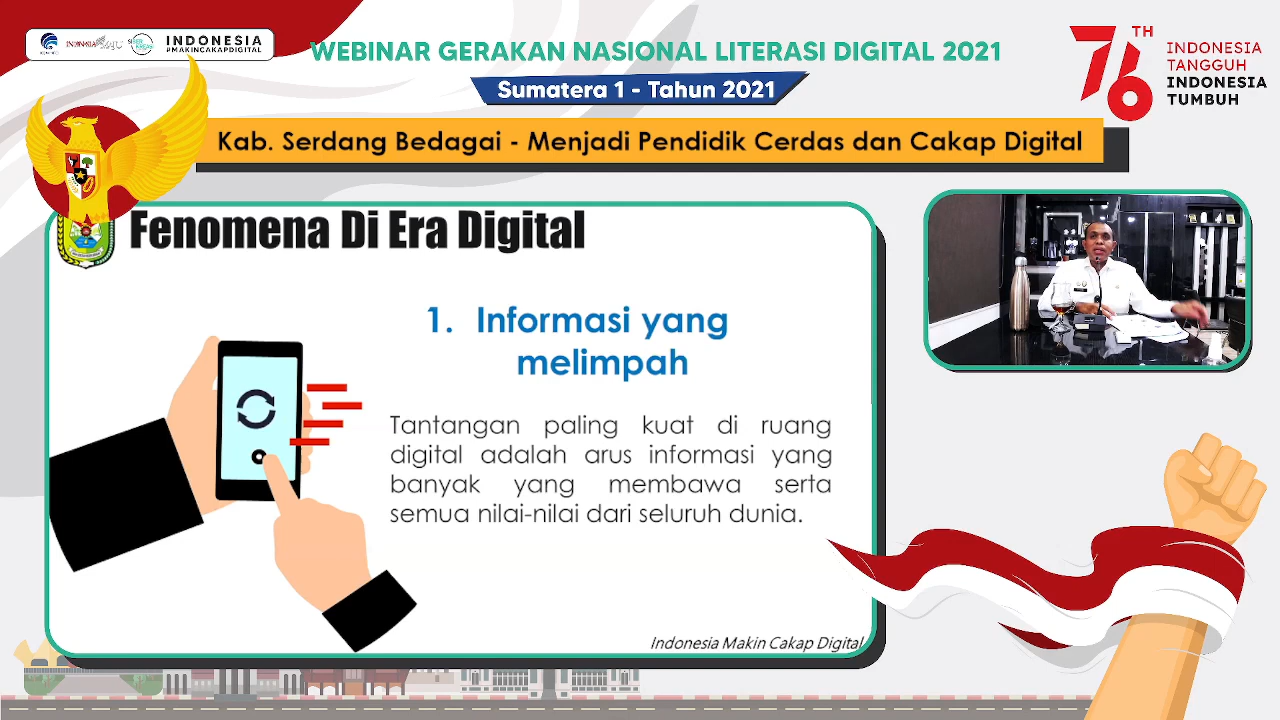 INDONESIA
#MAKINCAKAPDIGITAL
WEBINAR GERAKAN NASIONAL LITERASI DIGITAL 2021
Sumatera 1 - Tahun 2021
76TH
INDONESIA
TANGGUH
INDONESIA
TUMBUH
Kab. Serdang Bedagai - Menjadi Pendidik Cerdas dan Cakap Digital
Fenomena Di Era Digital
1. Informasi yang
melimpah
Tantangan paling kuat di ruang
digital adalah arus informasi yang
banyak yang membawa serta
semua nilai-nilai dari seluruh dunia.
Indonesia Makin Cakap Digital